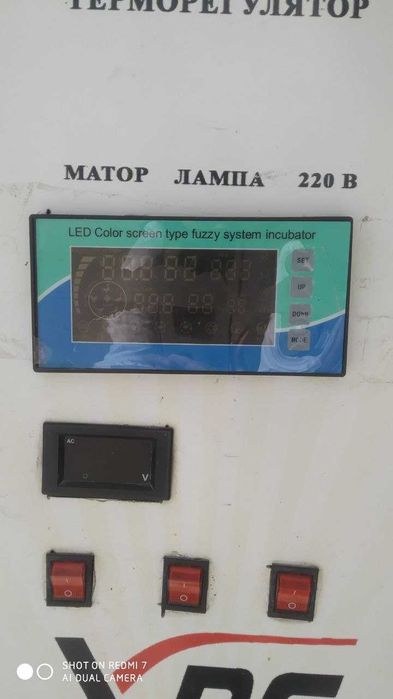 ТЕРМОРЕГУЛЯТОР
МАТОР ЛАМПА 220 В
LED Color screen type fuzzy system incubator
SET
UP
DOWN
MODE
AC
V
SHOT ON REDMI 7
AI DUAL CAMERA